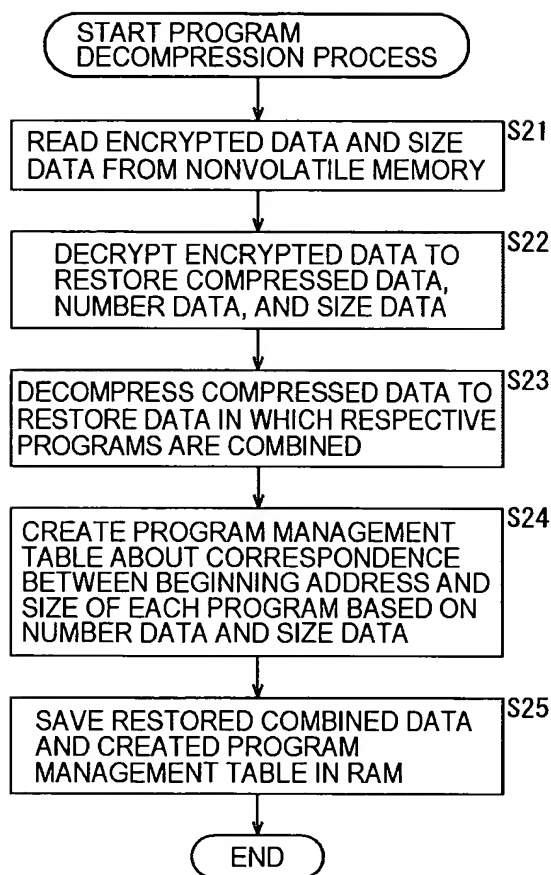 START PROGRAM
DECOMPRESSION PROCESS
S21
READ ENCRYPTED DATA AND SIZE
DATA FROM NONVOLATILE MEMORY
S22
DECRYPT ENCRYPTED DATA TO
RESTORE COMPRESSED DATA,
NUMBER DATA, AND SIZE DATA
S23
DECOMPRESS COMPRESSED DATA TO
RESTORE DATA IN WHICH RESPECTIVE
PROGRAMS ARE COMBINED
S24
CREATE PROGRAM MANAGEMENT
TABLE ABOUT CORRESPONDENCE
BETWEEN BEGINNING ADDRESS AND
SIZE OF EACH PROGRAM BASED ON
NUMBER DATA AND SIZE DATA
S25
SAVE RESTORED COMBINED DATA
AND CREATED PROGRAM
MANAGEMENT TABLE IN RAM
END